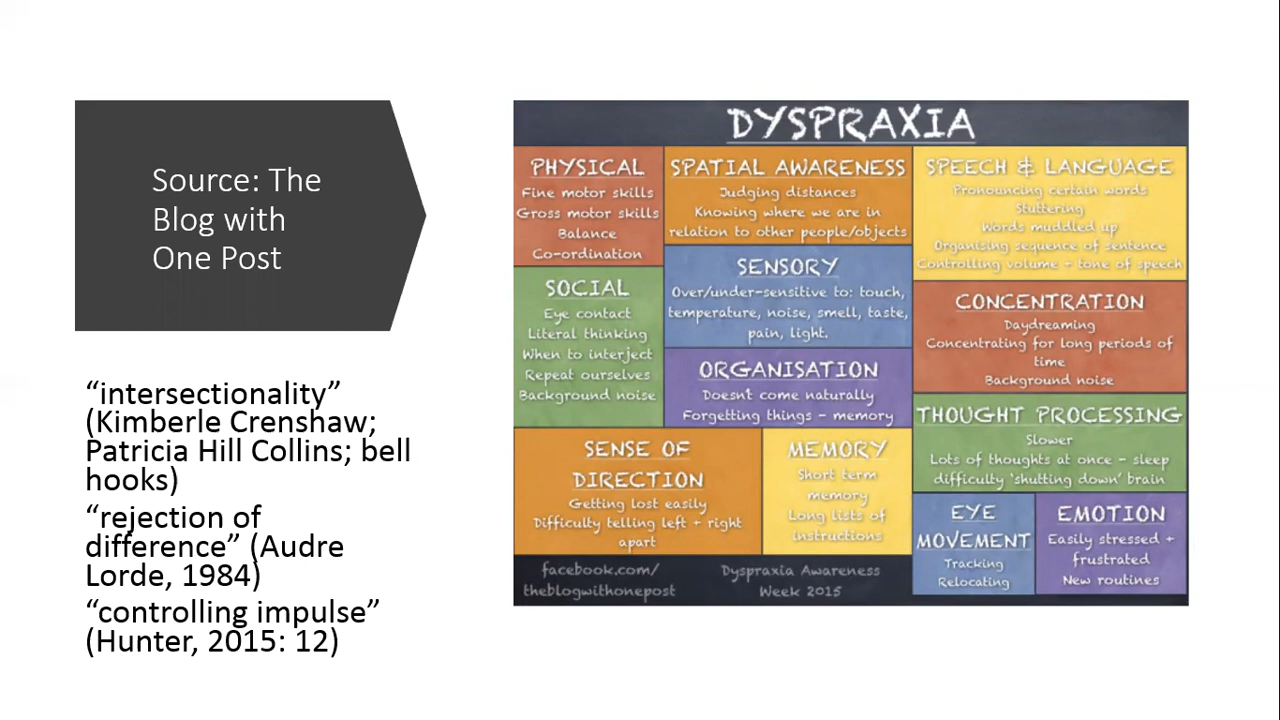 Source: The
Blog with
One Post
“intersectionality”
(Kimberle Crenshaw;
Patricia Hill Collins; bell
hooks)
“rejection of
difference” (Audre
Lorde, 1984)
“controlling impulse”
(Hunter, 2015: 12)
DYSPRAXIA
PHYSICAL
Fine motor skills
Gross motor skills
Balance
Co-ordination
SPATIAL AWARENESS
Judging distances
Knowing where we are in
relation to other people/objects
SPEECH & LANGUAGE
Pronouncing certain words
Stuttering
Words muddled up
Organising sequence of sentence
Controlling volume - tone of speech
SOCIAL
Eye contact
Literal thinking
When to interject
Repeat ourselves
Background noise
SENSORY
Over/under-sensitive to: touch,
temperature, noise, smell, taste,
pain, light.
CONCENTRATION
Daydreaming
Concentrating for long periods of
time
Background noise
ORGANISATION
Doesn't come naturally
Forgetting things - memory
THOUGHT PROCESSING
Slower
Lots of thoughts at once - sleep
difficulty 'shutting down' brain
SENSE OF
DIRECTION
Getting lost easily
Difficulty telling left + right
apart
MEMORY
Short term
memory
Long lists of
instructions
EYE
MOVEMENT
Tracking
Relocating
EMOTION
Easily stressed +
frustrated
New routines
facebook.com/
theblogwithonepost
Dyspraxia Awareness
Week 2015